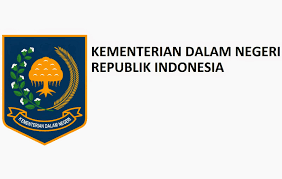 KEMENTERIAN DALAM NEGERI
REPUBLIK INDONESIA
KEMENTERIAN DALAM NEGERI